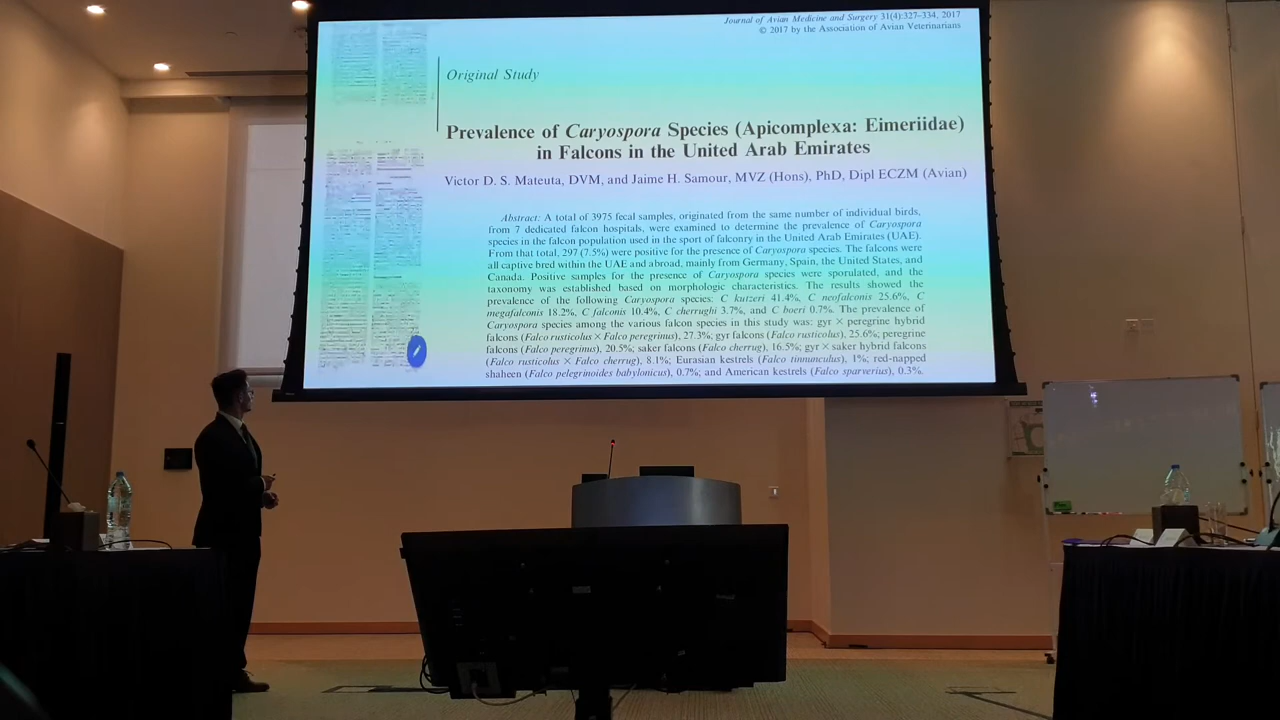 Journal of Avian Medicine and Surgery 31(4):327–334, 2017
© 2017 by the Association of Avian Veterinarians
Original Study
Prevalence of Caryospora Species (Apicomplexa: Eimeriidae)
in Falcons in the United Arab Emirates
Victor D. S. Mateuta, DVM, and Jaime H. Samour, MVZ (Hons), PhD, Dipl ECZM (Avian)
Abstract: A total of 3975 fecal samples, originated from the same number of individual birds,
from 7 dedicated falcon hospitals, were examined to determine the prevalence of Caryospora
species in the falcon population used in the sport of falconry in the United Arab Emirates (UAE).
From that total, 297 (7.5%) were positive for the presence of Caryospora species. The falcons were
all captive bred within the UAE and abroad, mainly from Germany, Spain, the United States, and
Canada. Positive samples for the presence of Caryospora species were sporulated, and the
taxonomy was established based on morphologic characteristics. The results showed the
prevalence of the following Caryospora species: C kutzeri 41.4%, C neofalconis 25.6%, C
megafalconis 18.2%, C falconis 10.4%, C cherrughi 3.7%, and C boeri 0.7%. The prevalence of
Caryospora species among the various falcon species in this study was: gyr × peregrine hybrid
falcons (Falco rusticolus × Falco peregrinus), 27.3%; gyr falcons (Falco rusticolus), 25.6%; peregrine
falcons (Falco peregrinus), 20.5%; saker falcons (Falco cherrug), 16.5%; gyr × saker hybrid falcons
(Falco rusticolus × Falco cherrug), 8.1%; Eurasian kestrels (Falco tinnunculus), 1%; red-napped
shaheen (Falco pelegrinoides babylonicus), 0.7%; and American kestrels (Falco sparverius), 0.3%.